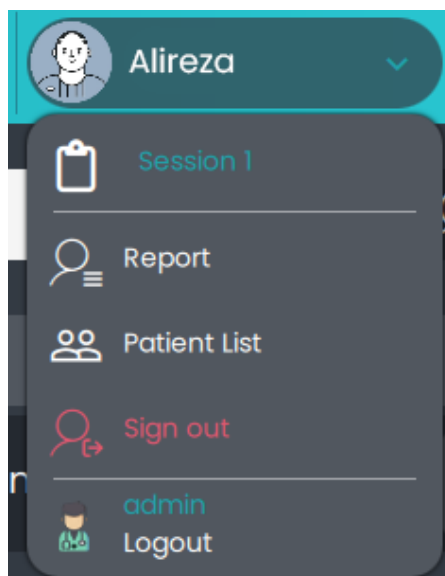 Alireza
Session 1
Report
Patient List
Sign out
admin
Logout